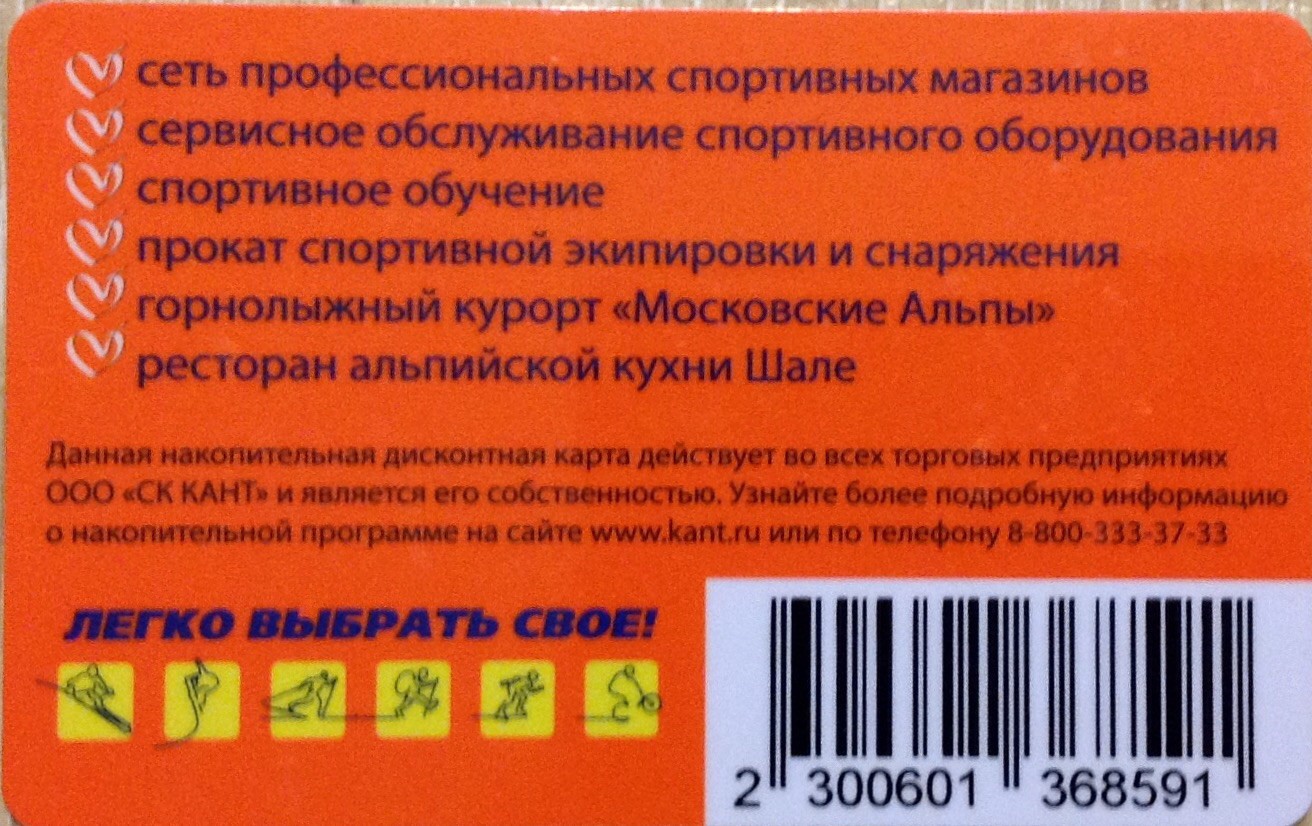 сеть профессиональных спортивных магазинов
сервисное обслуживание спортивного оборудования
спортивное обучение
прокат спортивной экипировки и снаряжения
горнолыжный курорт «Московские Альпы»
ресторан альпийской кухни Шале
Данная накопительная дисконтная карта действует во всех торговых предприятиях
ООО «СК КАНТ» и является его собственностью. Узнайте более подробную информацию
о накопительной программе на сайте www.kant.ru или по телефону 8-800-333-37-33
ЛЕГКО ВЫБРАТЬ СВОЕ!
2 300601 368591